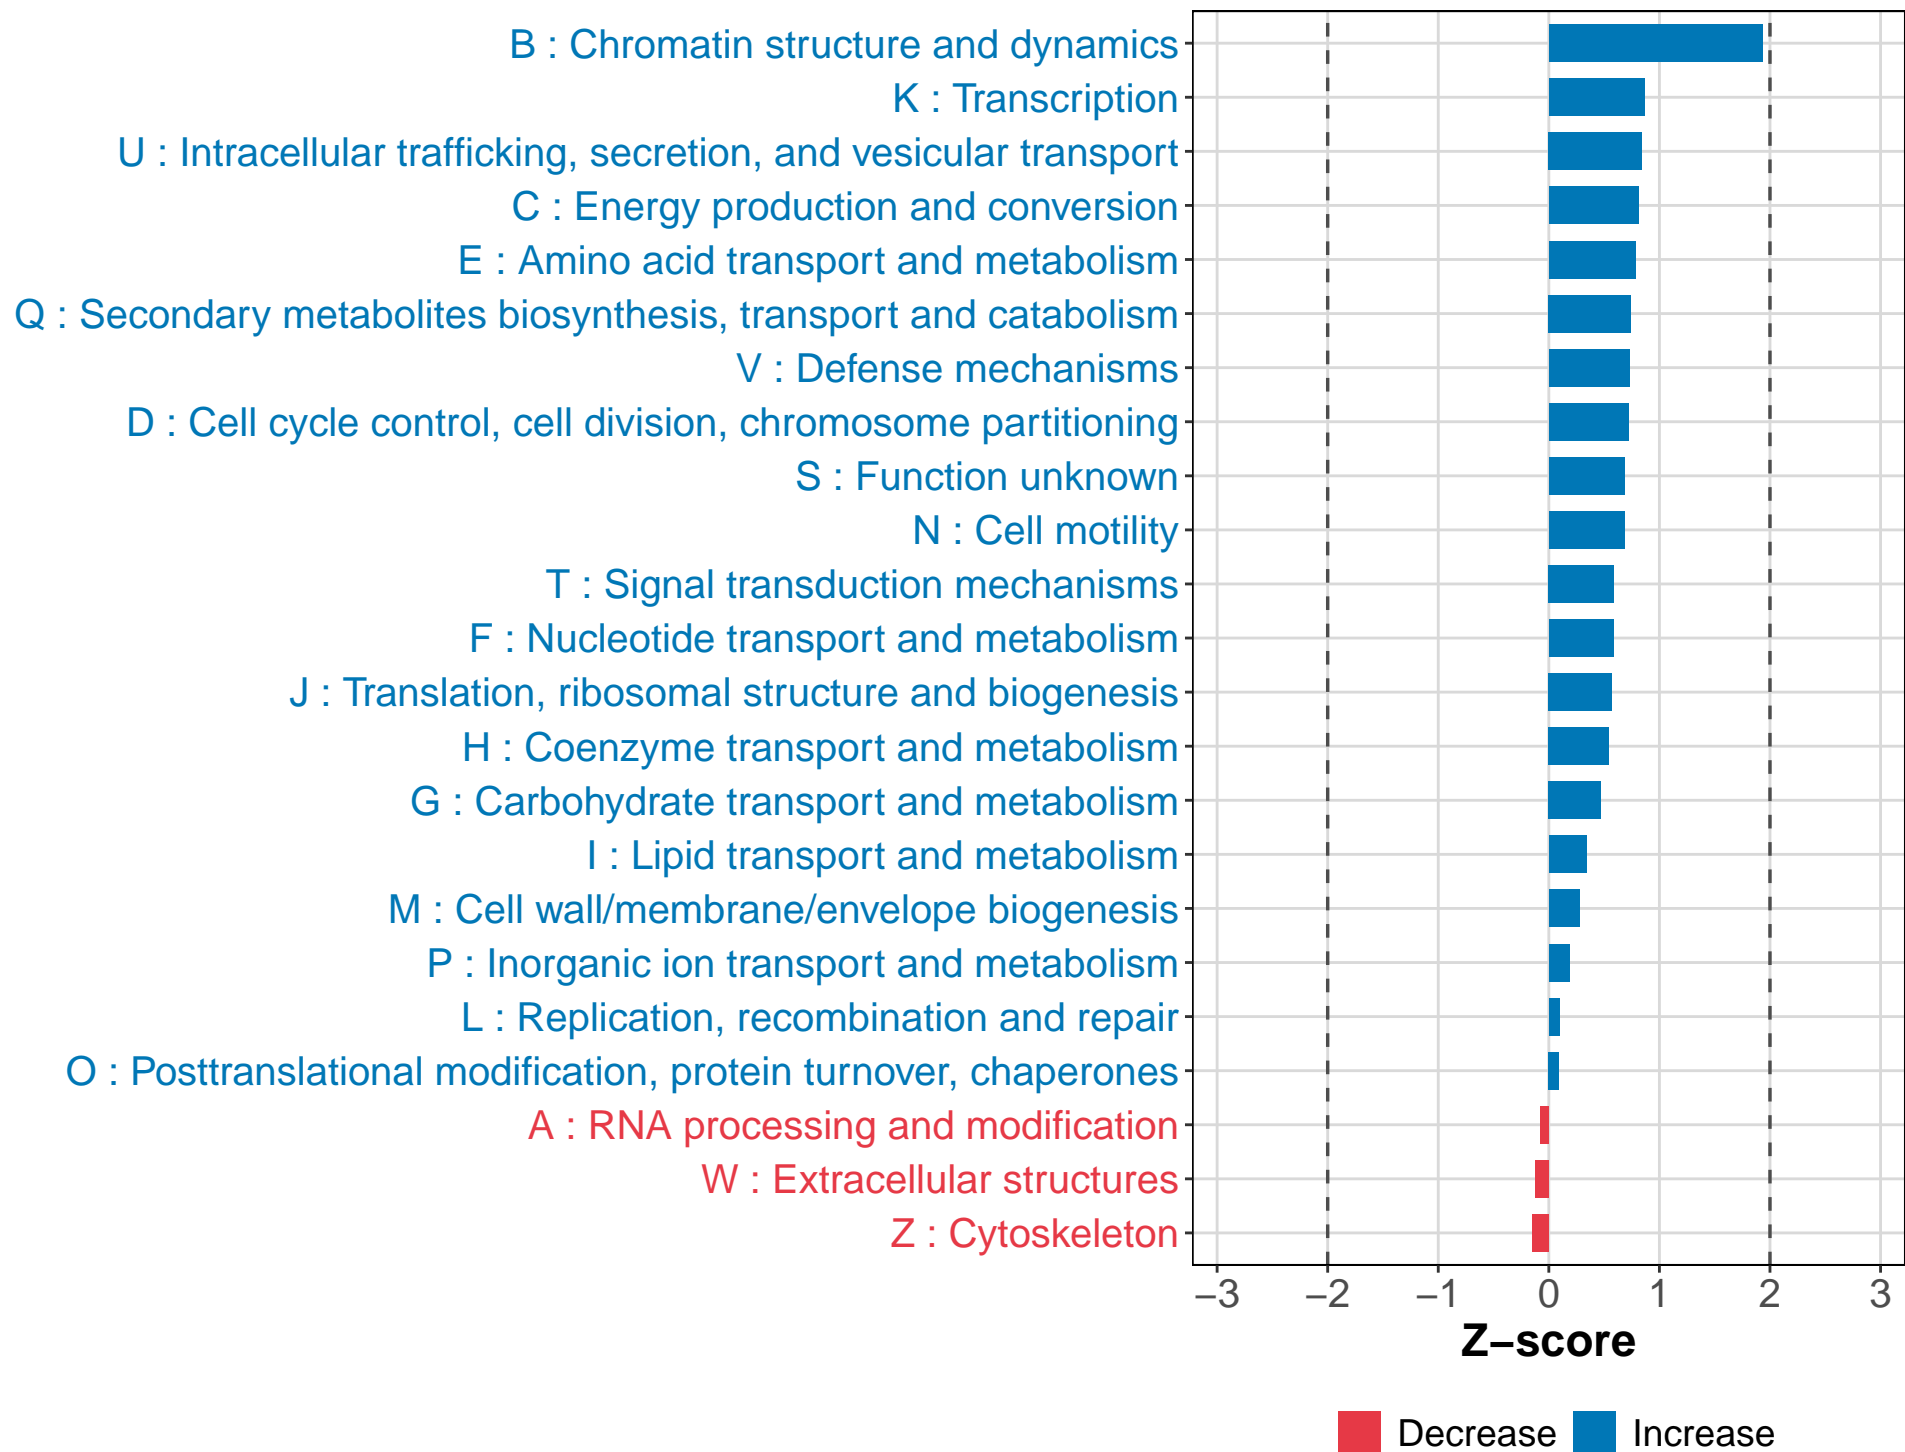 B : Chromatin structure and dynamics
K : Transcription
U : Intracellular trafficking, secretion, and vesicular transport
C : Energy production and conversion
E : Amino acid transport and metabolism
Q : Secondary metabolites biosynthesis, transport and catabolism
V : Defense mechanisms
D : Cell cycle control, cell division, chromosome partitioning
S : Function unknown
N : Cell motility
T : Signal transduction mechanisms
F : Nucleotide transport and metabolism
J : Translation, ribosomal structure and biogenesis
H : Coenzyme transport and metabolism
G : Carbohydrate transport and metabolism
I : Lipid transport and metabolism
M : Cell wall/membrane/envelope biogenesis
P : Inorganic ion transport and metabolism
L : Replication, recombination and repair
O : Posttranslational modification, protein turnover, chaperones
A : RNA processing and modification
W : Extracellular structures
Z : Cytoskeleton
−3 −2 −1 0 1 2 3
Z−score
Decrease Increase